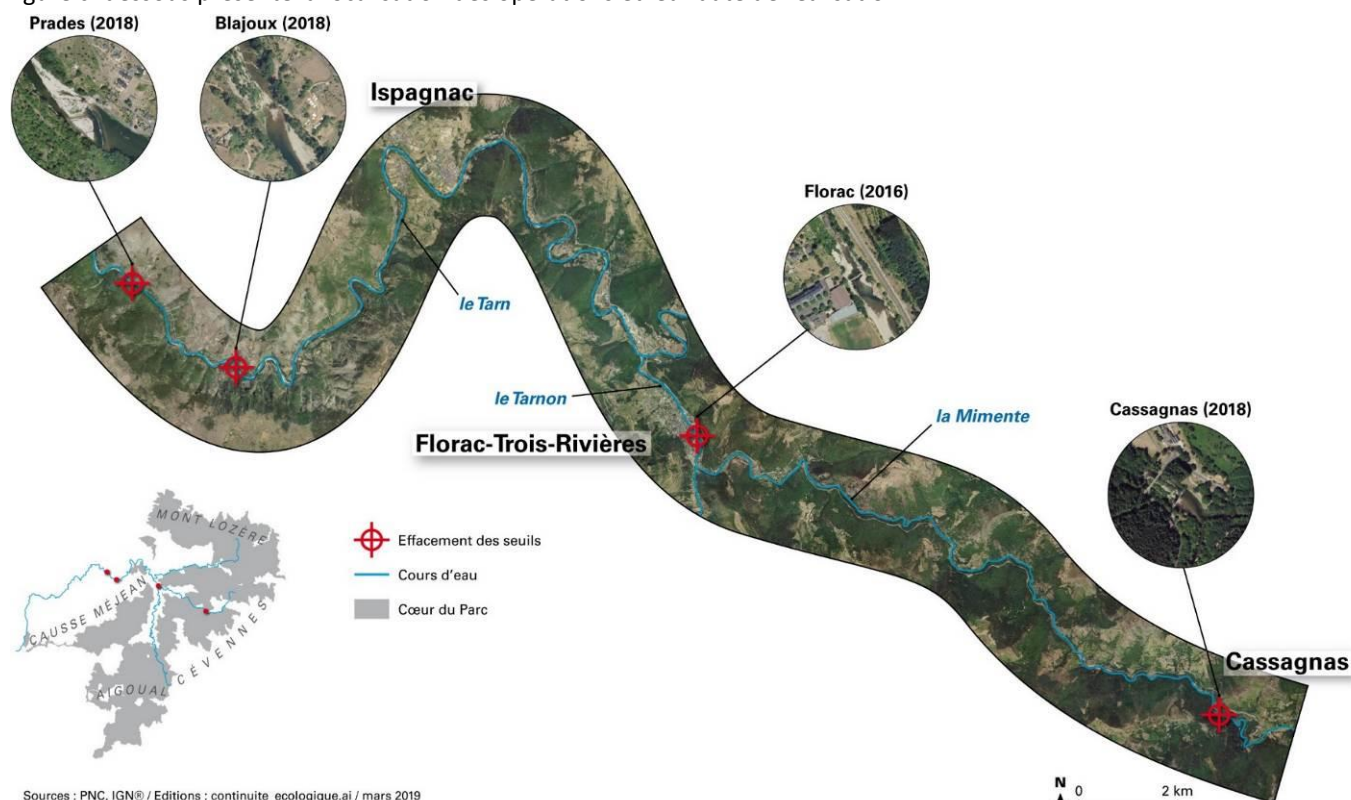 Prades (2018)
Blajoux (2018)
Ispagnac
Florac (2016)
le Tarn
le Tarnon
la Mimente
Cassagnas (2018)
Florac-Trois-Rivières
Cassagnas
MONT LOZÈRE
CAUSSE MÉJEAN
AIGOUAL
CÉVENNES
Effacement des seuils
Cours d'eau
Cœur du Parc
N
0 2 km
Sources : PNC, IGN® / Editions : continuite_ecologique.ai / mars 2019